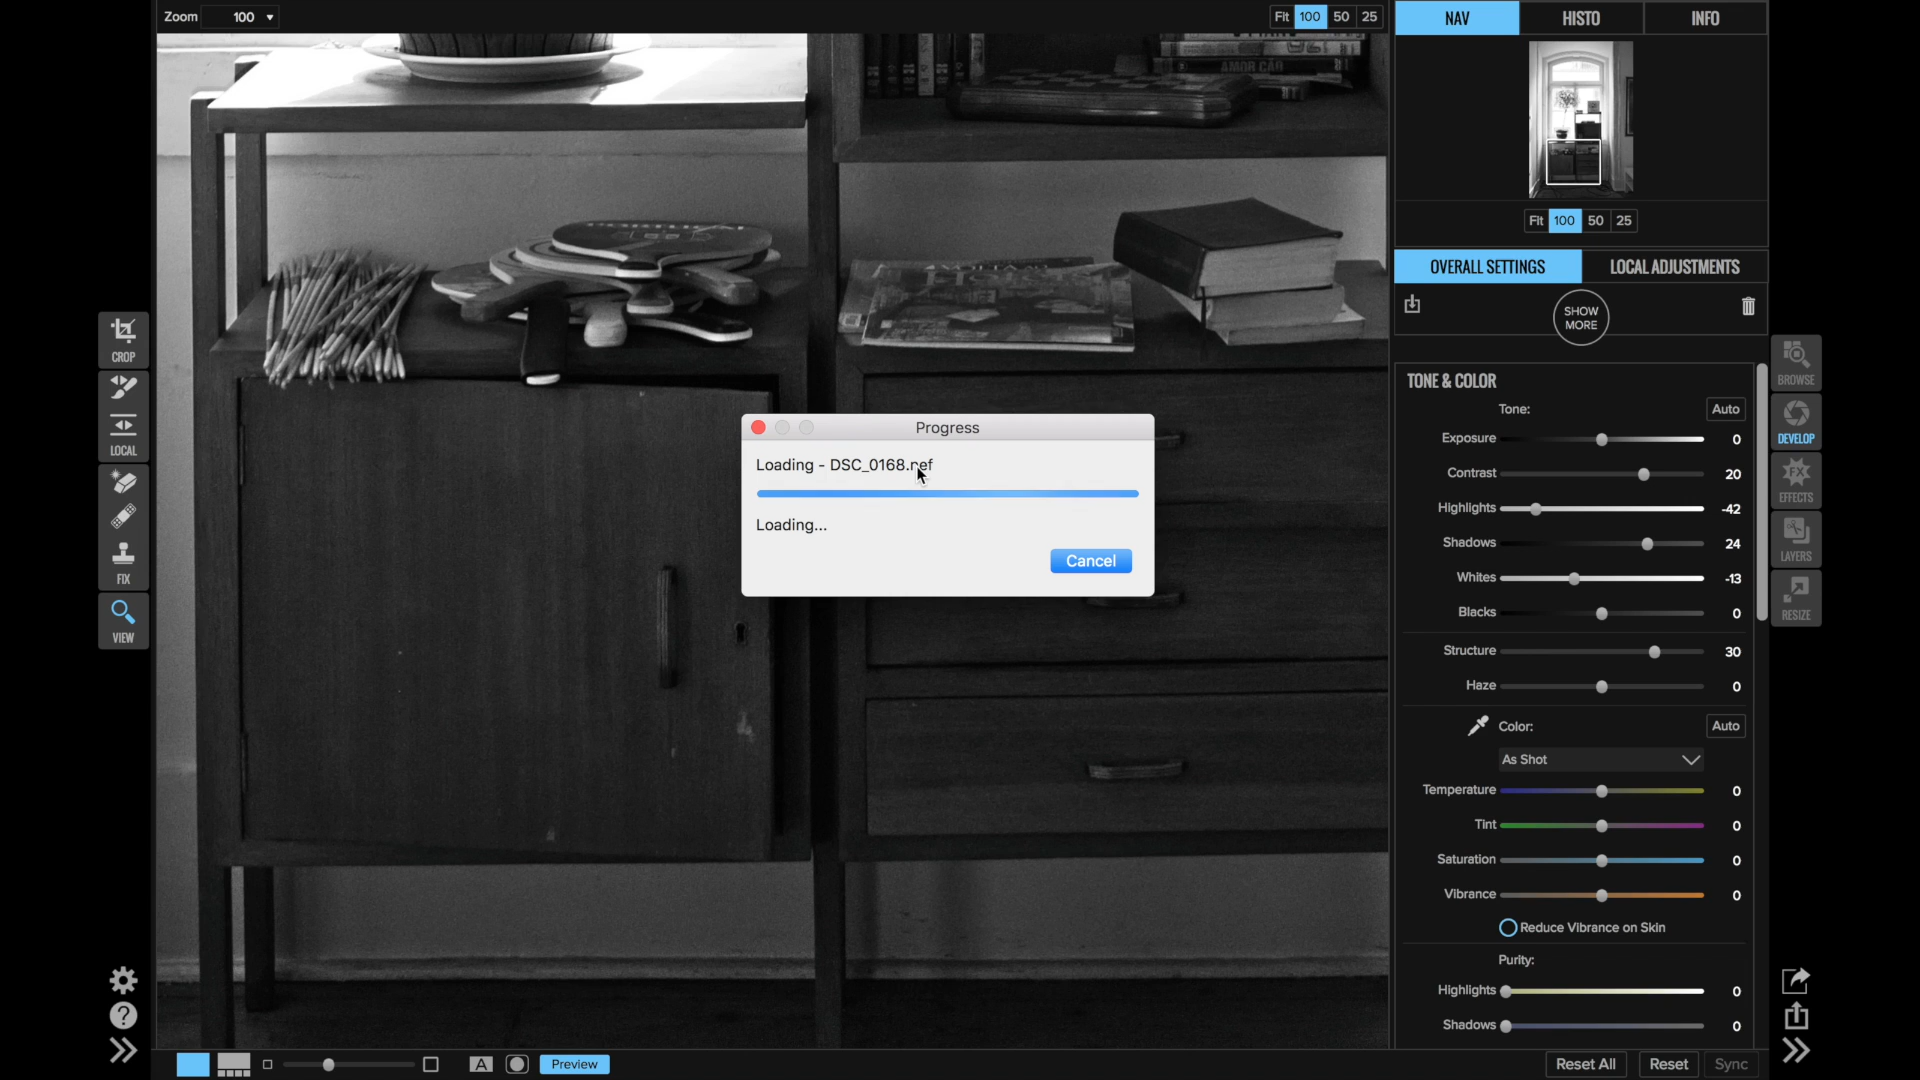 Zoom 100
Fit 100 50 25
NAV HISTO INFO
Fit 100 50 25
OVERALL SETTINGS LOCAL ADJUSTMENTS
SHOW
MORE
TONE & COLOR
Tone: Auto
Exposure 0
Contrast 20
Highlights -42
Shadows 24
Whites -13
Blacks 0
Structure 30
Haze 0
Color: Auto
As Shot
Temperature 0
Tint 0
Saturation 0
Vibrance 0
Reduce Vibrance on Skin
Purity:
Highlights 0
Shadows 0
Reset All Reset Sync
CROP
LOCAL
FIX
VIEW
BROWSE
DEVELOP
FX
EFFECTS
LAYERS
RESIZE
Progress
Loading - DSC_0168.nef
Loading...
Cancel
A Preview
AMOR CÃO
PORTUGAL